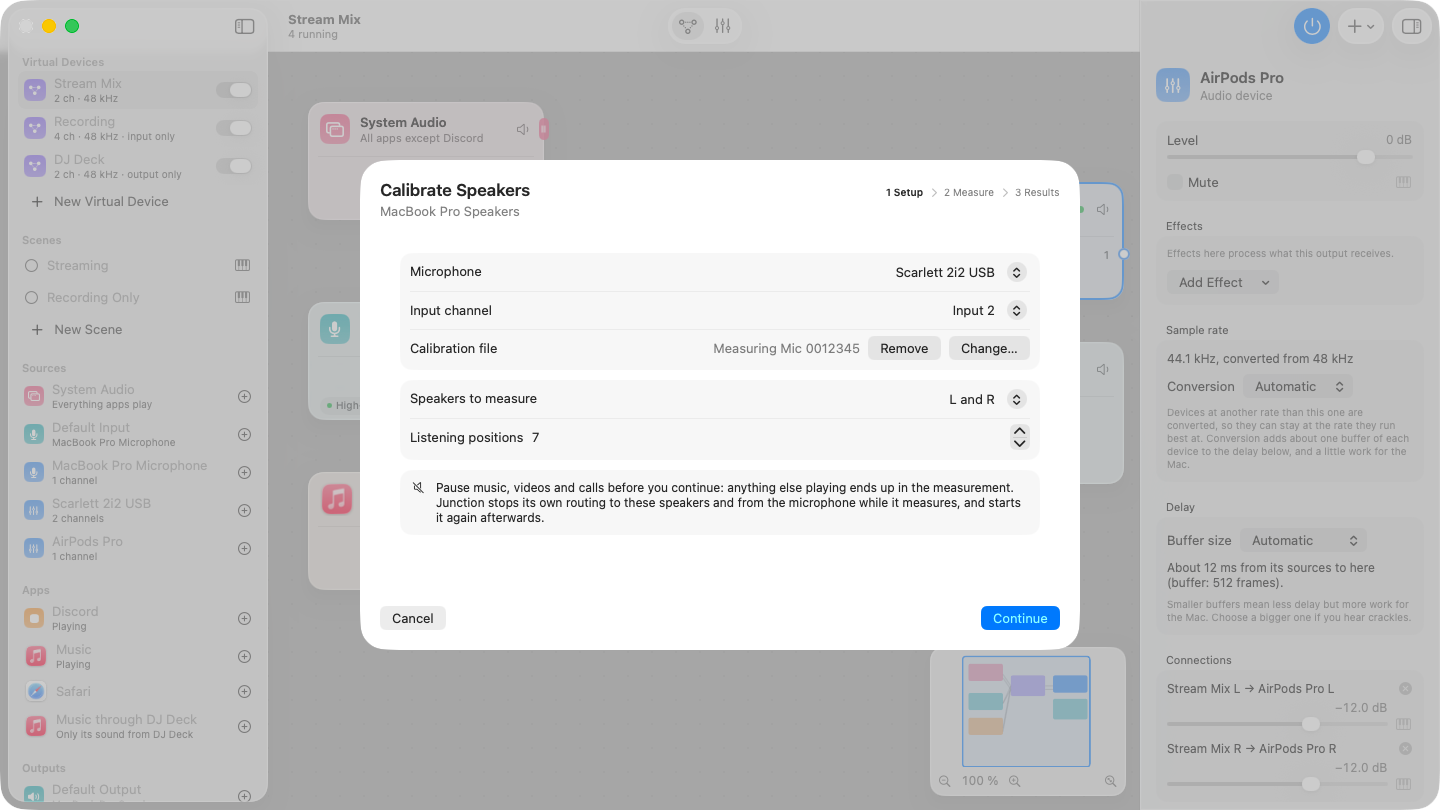 Stream Mix
4 running
Virtual Devices
Stream Mix
2 ch · 48 kHz
Recording
4 ch · 48 kHz · input only
DJ Deck
2 ch · 48 kHz · output only
New Virtual Device
Scenes
Streaming
Recording Only
New Scene
Sources
System Audio
Everything apps play
Default Input
MacBook Pro Microphone
MacBook Pro Microphone
1 channel
Scarlett 2i2 USB
2 channels
AirPods Pro
1 channel
Apps
Discord
Playing
Music
Playing
Safari
Music through DJ Deck
Only its sound from DJ Deck
Outputs
Default Output
System Audio
All apps except Discord
High
1
Calibrate Speakers
MacBook Pro Speakers
1 Setup
2 Measure
3 Results
Microphone
Scarlett 2i2 USB
Input channel
Input 2
Calibration file
Measuring Mic 0012345
Remove
Change...
Speakers to measure
L and R
Listening positions 7
Pause music, videos and calls before you continue: anything else playing ends up in the measurement.
Junction stops its own routing to these speakers and from the microphone while it measures, and starts
it again afterwards.
Cancel
Continue
100 %
AirPods Pro
Audio device
Level
0 dB
Mute
Effects
Effects here process what this output receives.
Add Effect
Sample rate
44.1 kHz, converted from 48 kHz
Conversion
Automatic
Devices at another rate than this one are
converted, so they can stay at the rate they run
best at. Conversion adds about one buffer of each
device to the delay below, and a little work for the
Mac.
Delay
Buffer size
Automatic
About 12 ms from its sources to here
(buffer: 512 frames).
Smaller buffers mean less delay but more work for
the Mac. Choose a bigger one if you hear crackles.
Connections
Stream Mix L → AirPods Pro L
−12.0 dB
Stream Mix R → AirPods Pro R
−12.0 dB